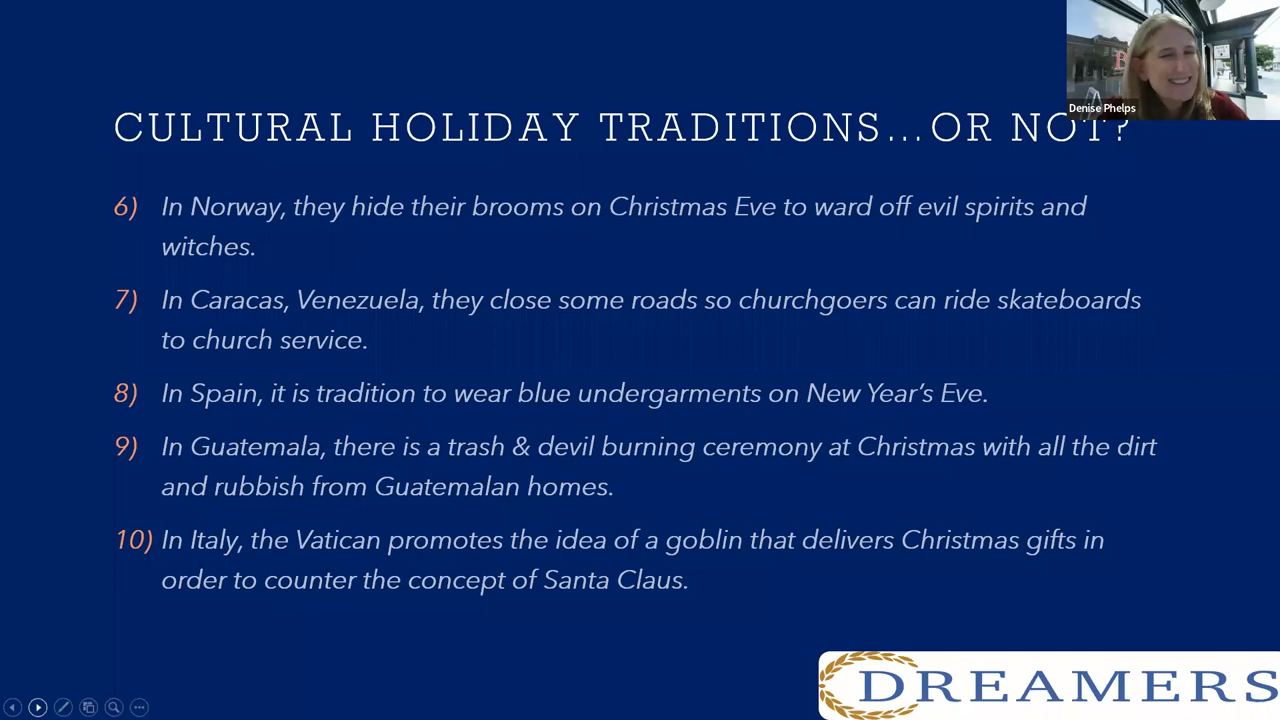 Denise Phelps
CULTURAL HOLIDAY TRADITIONS...OR NOT?
6) In Norway, they hide their brooms on Christmas Eve to ward off evil spirits and
witches.
7) In Caracas, Venezuela, they close some roads so churchgoers can ride skateboards
to church service.
8) In Spain, it is tradition to wear blue undergarments on New Year’s Eve.
9) In Guatemala, there is a trash & devil burning ceremony at Christmas with all the dirt
and rubbish from Guatemalan homes.
10) In Italy, the Vatican promotes the idea of a goblin that delivers Christmas gifts in
order to counter the concept of Santa Claus.
DREAMERS